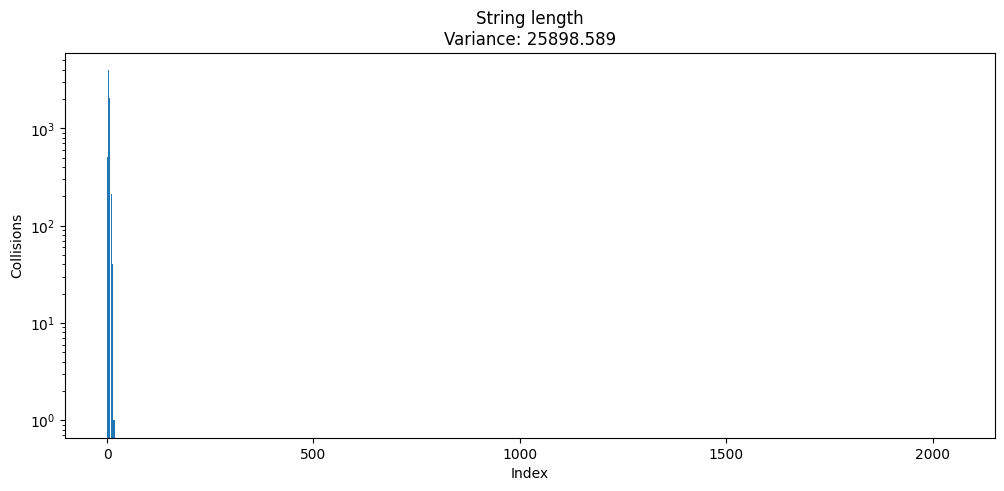 String length
Variance: 25898.589
Collisions
10³
10²
10¹
10⁰
0 500 1000 1500 2000
Index